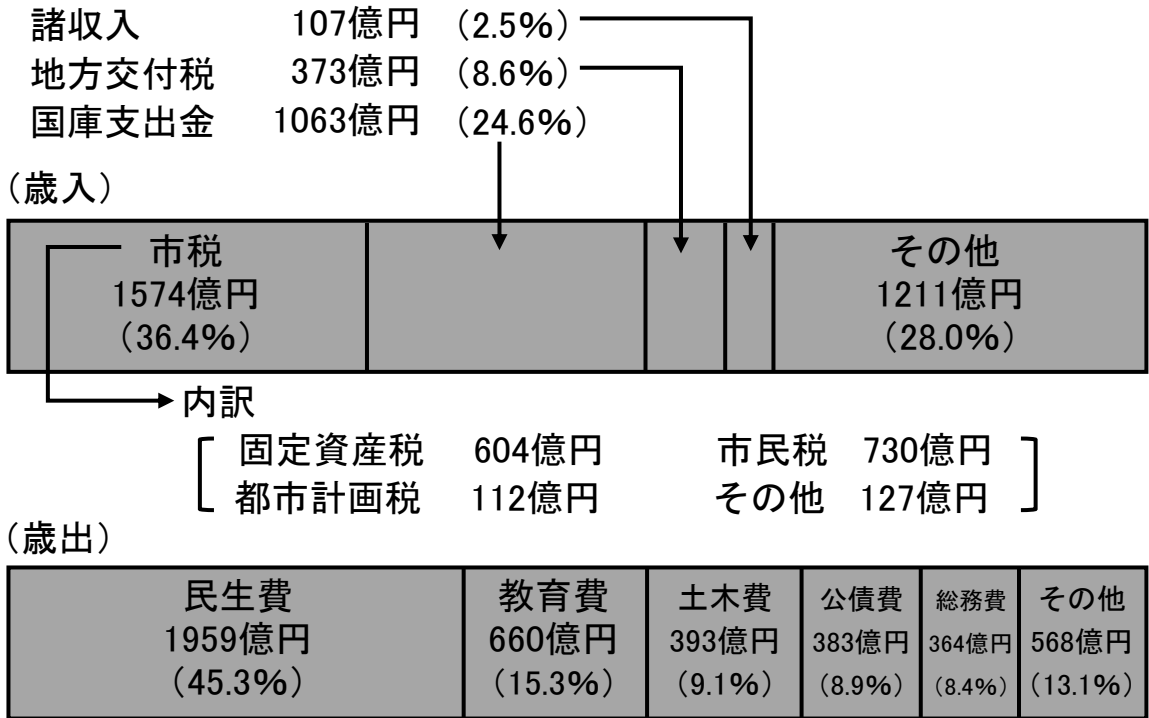 諸収入 107億円 (2.5%)
地方交付税 373億円 (8.6%)
国庫支出金 1063億円 (24.6%)
(歳入)
市税 その他
1574億円 1211億円
(36.4%) (28.0%)
内訳
固定資産税 604億円 市民税 730億円
都市計画税 112億円 その他 127億円
(歳出)
民生費 教育費 土木費 公債費 総務費 その他
1959億円 660億円 393億円 383億円 364億円 568億円
(45.3%) (15.3%) (9.1%) (8.9%) (8.4%) (13.1%)